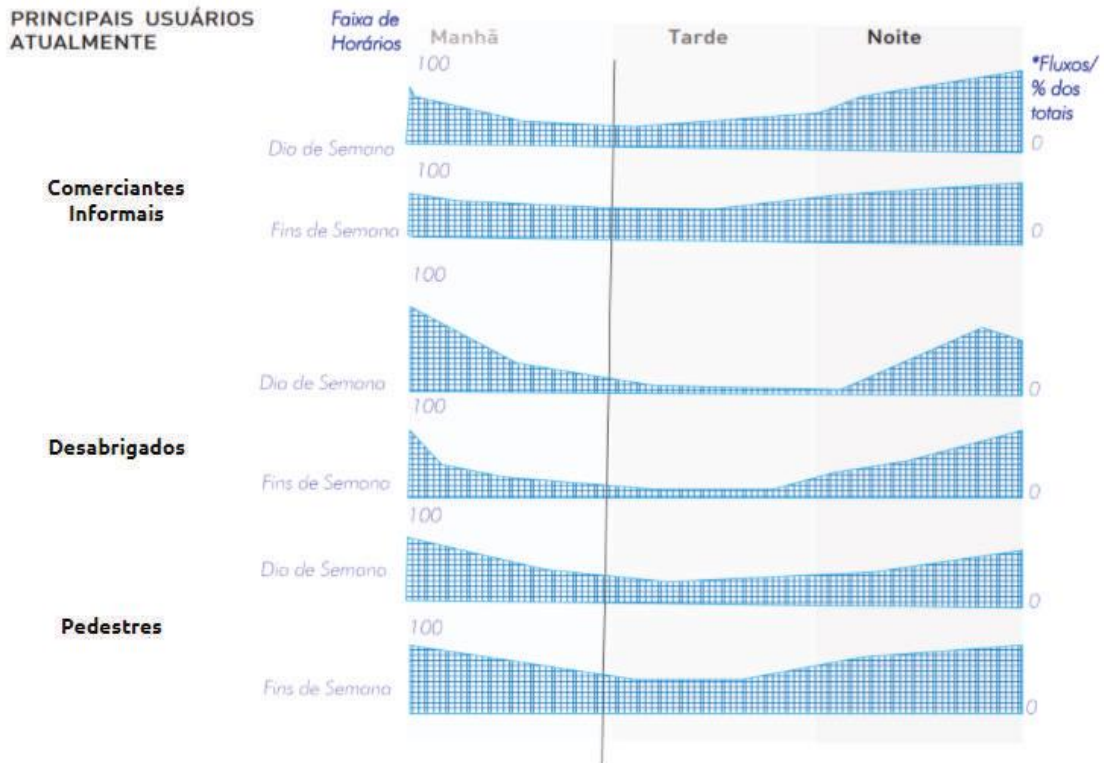 PRINCIPAIS USUÁRIOS
ATUALMENTE
Faixa de
Horários
Manhã
Tarde
Noite
*Fluxos/
% dos
totais
100
Dia de Semana
0
Comerciantes
Informais
100
Fins de Semana
0
100
Dia de Semana
0
Desabrigados
100
Fins de Semana
0
100
Dia de Semana
0
Pedestres
100
Fins de Semana
0